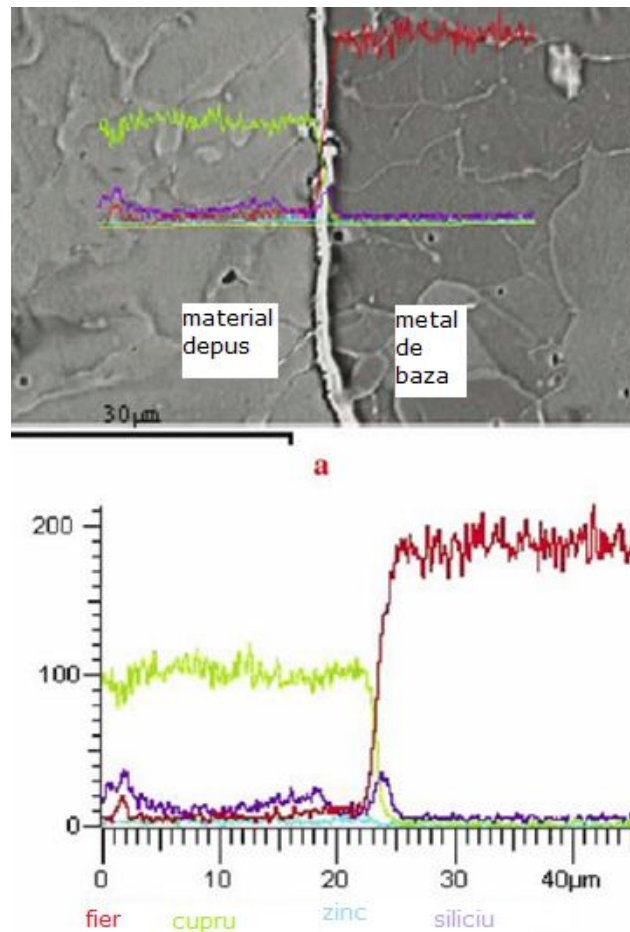 material metal
depus de
baza
30µm
a
200
100
0
0 10 20 30 40µm
fier cupru zinc siliciu